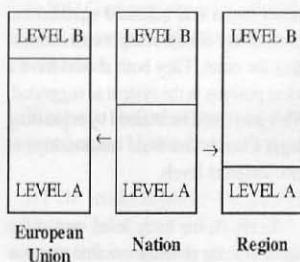 LEVEL B LEVEL B LEVEL B
← →
LEVEL A LEVEL A LEVEL A
European Nation Region
Union